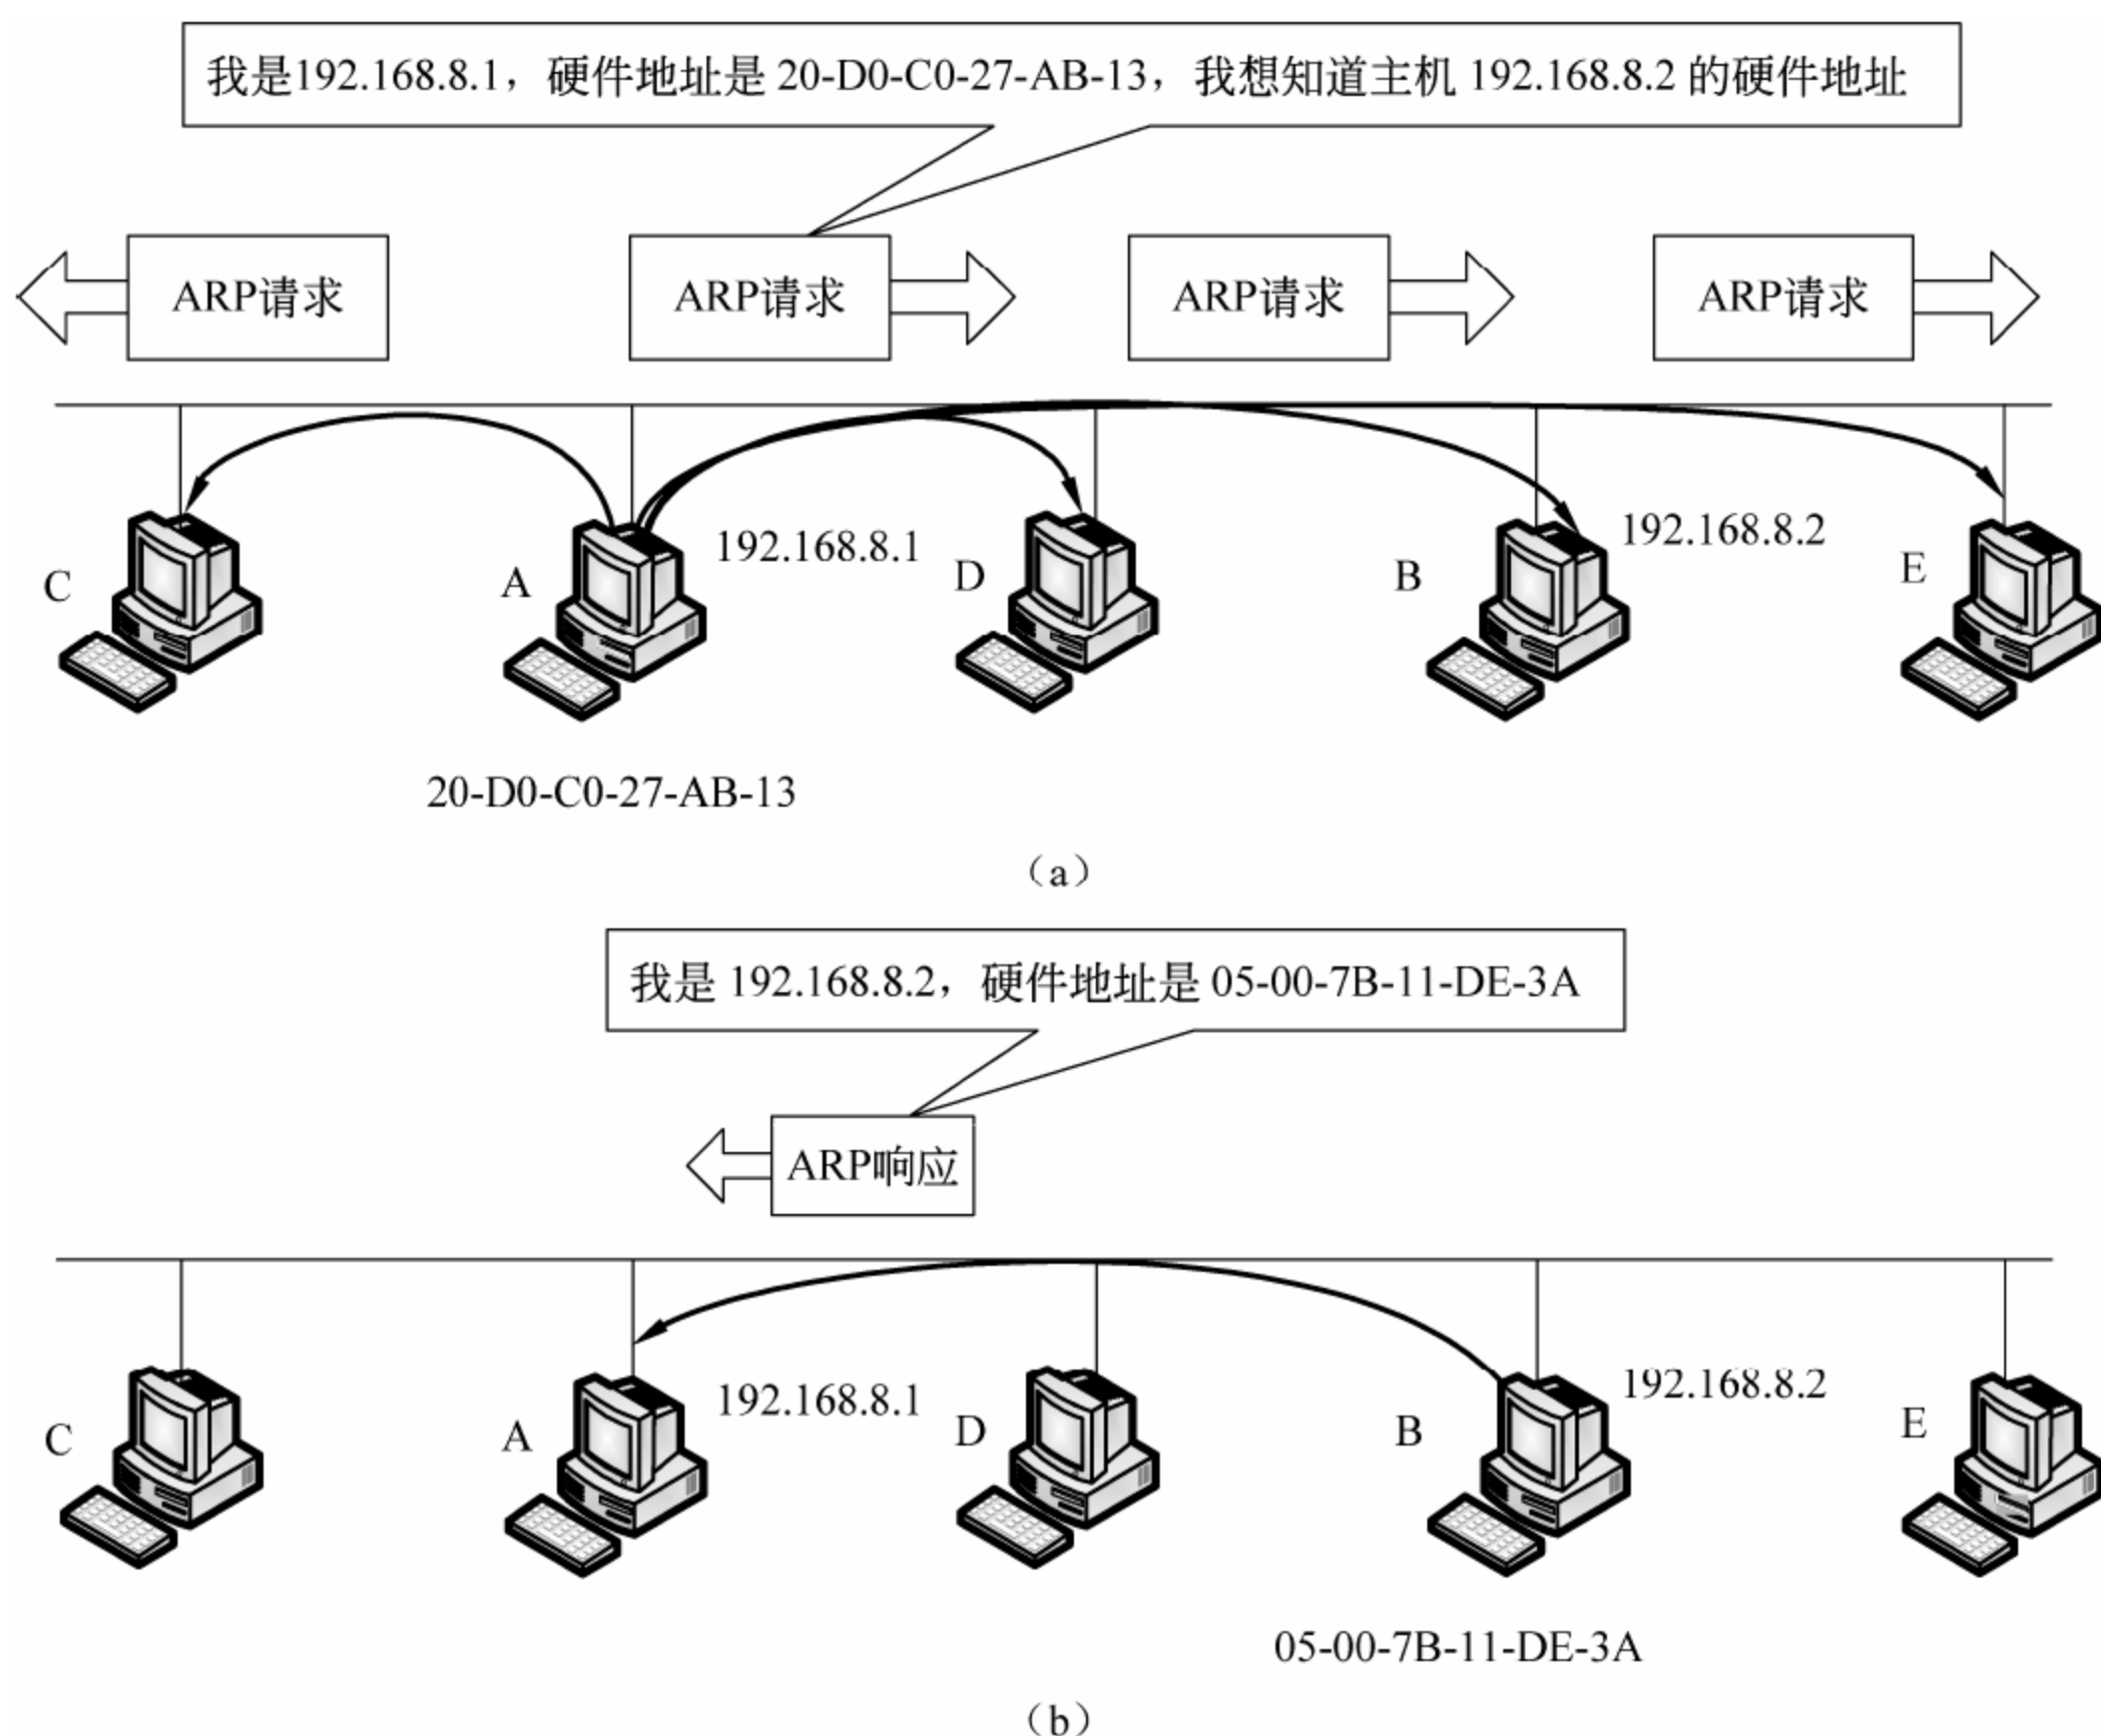 我是192.168.8.1，硬件地址是 20-D0-C0-27-AB-13，我想知道主机 192.168.8.2 的硬件地址
ARP请求
ARP请求
ARP请求
ARP请求
C
A
192.168.8.1
D
B
192.168.8.2
E
20-D0-C0-27-AB-13
（a）
我是 192.168.8.2，硬件地址是 05-00-7B-11-DE-3A
ARP响应
C
A
192.168.8.1
D
B
192.168.8.2
E
05-00-7B-11-DE-3A
（b）